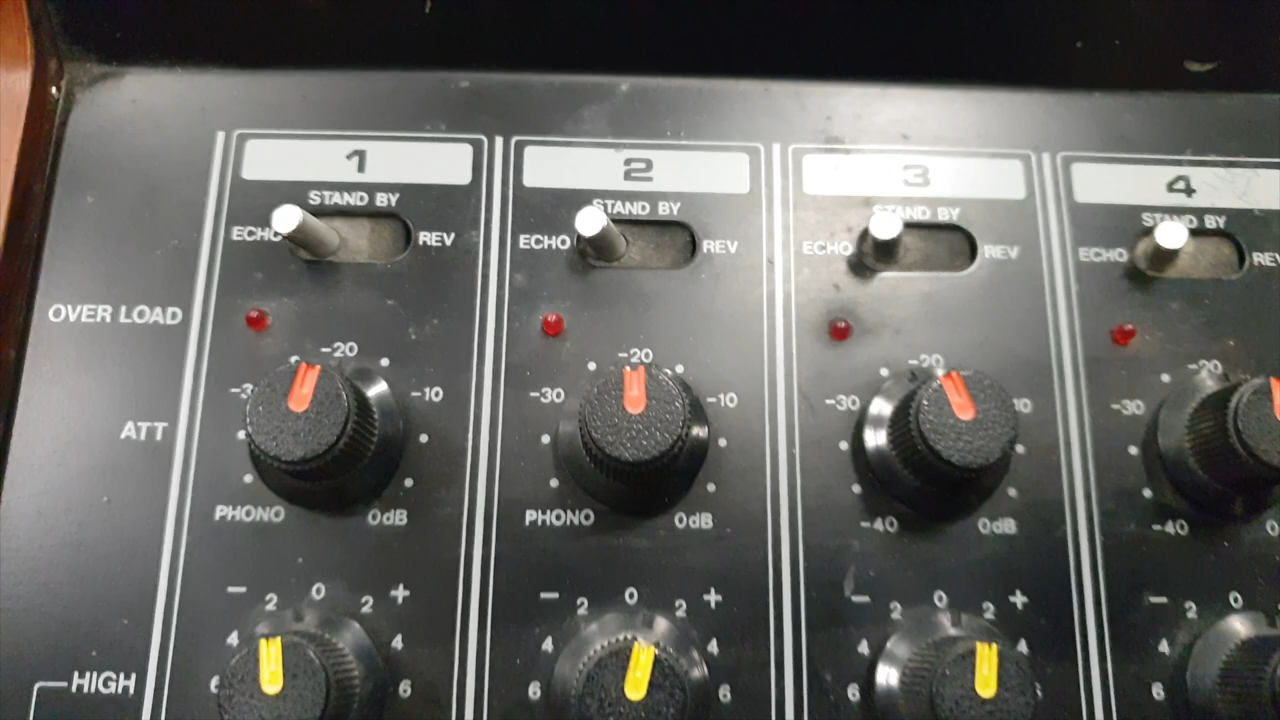 1 2 3 4
STAND BY STAND BY STAND BY STAND BY
ECHO REV ECHO REV ECHO REV ECHO REV
OVER LOAD
-20 -20 -20 -20
-10 -30 -10 -30 -30
ATT
PHONO 0dB PHONO 0dB -40 0dB -40
- 2 0 2 + - 2 0 2 + - 2 0 2 + - 2 0
4 4 4 4 4 4 4
HIGH 6 6 6 6 6